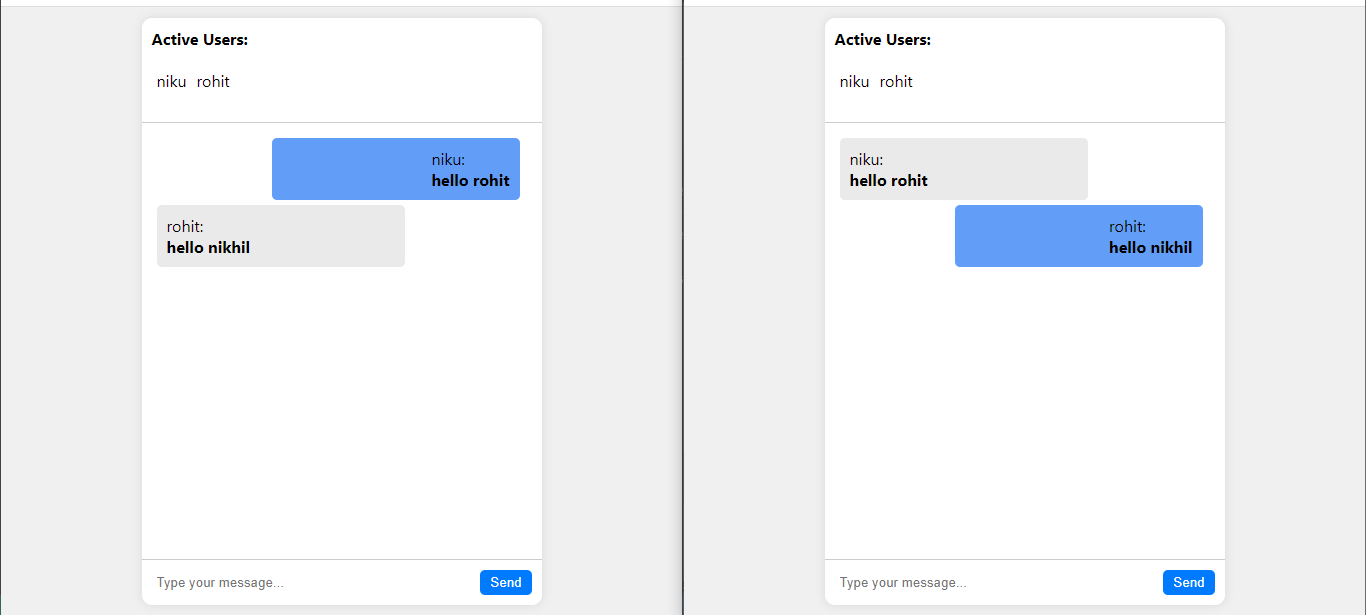 Active Users:
niku rohit
niku:
hello rohit
rohit:
hello nikhil
Type your message...
Send
Active Users:
niku rohit
niku:
hello rohit
rohit:
hello nikhil
Type your message...
Send